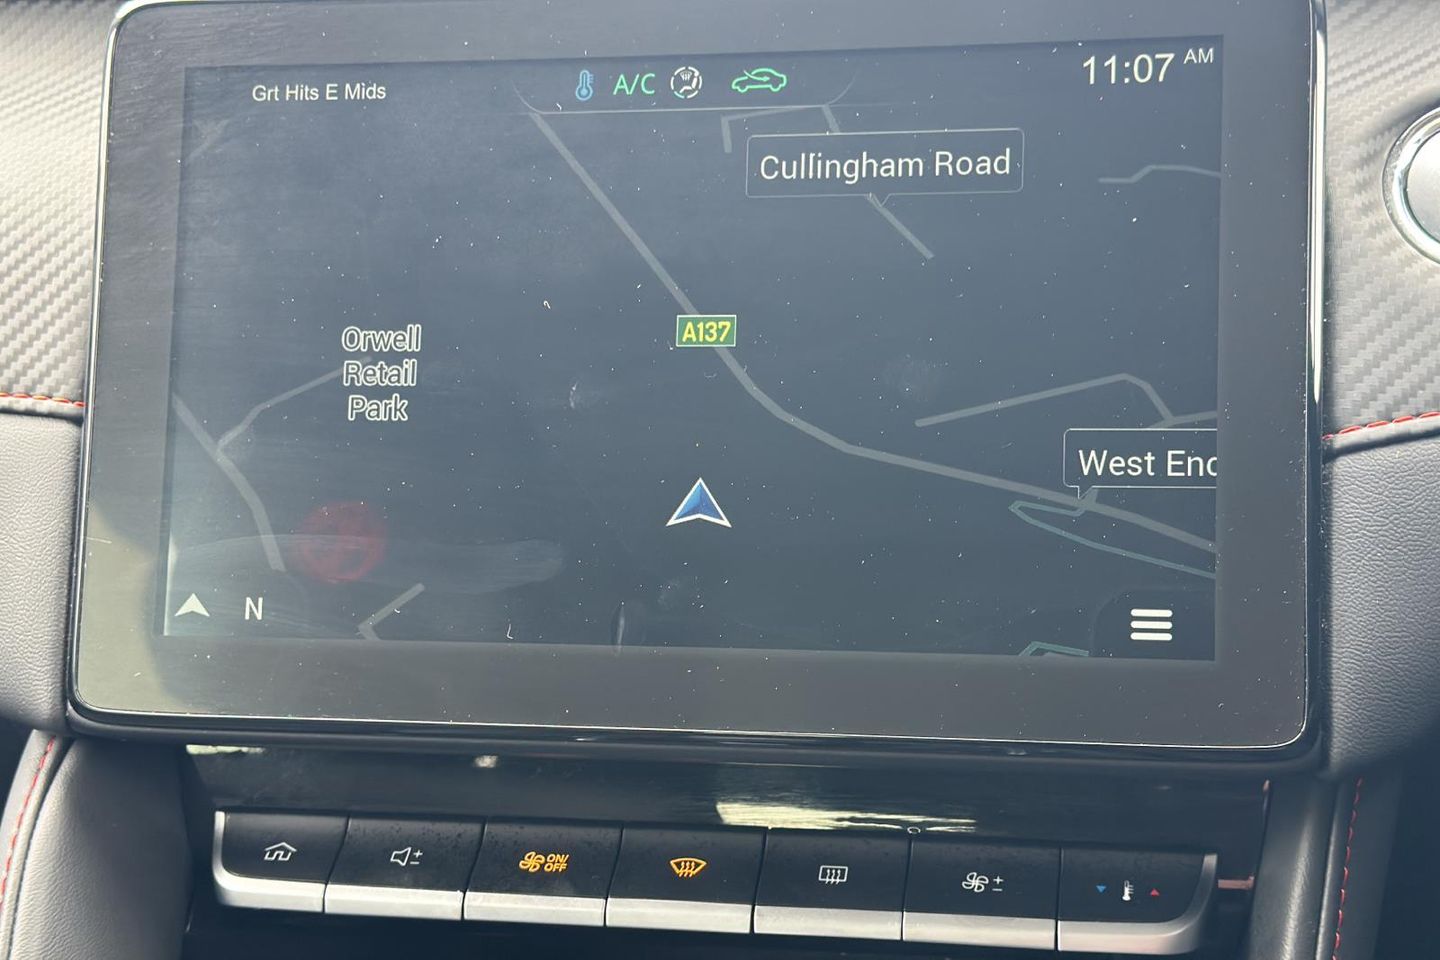 Grt Hits E Mids
A/C
11:07 AM
Cullingham Road
A137
Orwell
Retail
Park
West End
N
ON/
OFF